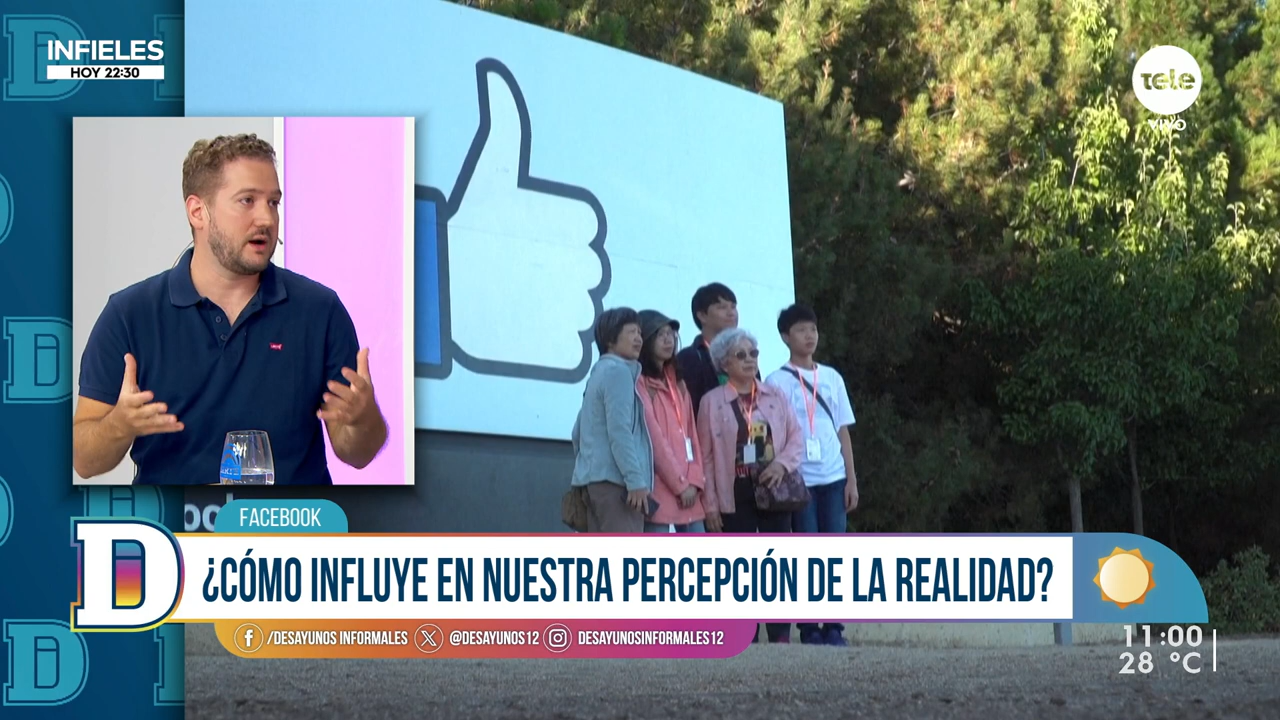 INFIELES
HOY 22:30
tele
VIVO
FACEBOOK
¿CÓMO INFLUYE EN NUESTRA PERCEPCIÓN DE LA REALIDAD?
/DESAYUNOS INFORMALES
@DESAYUNOS12
DESAYUNOSINFORMALES12
11:00
28 °C